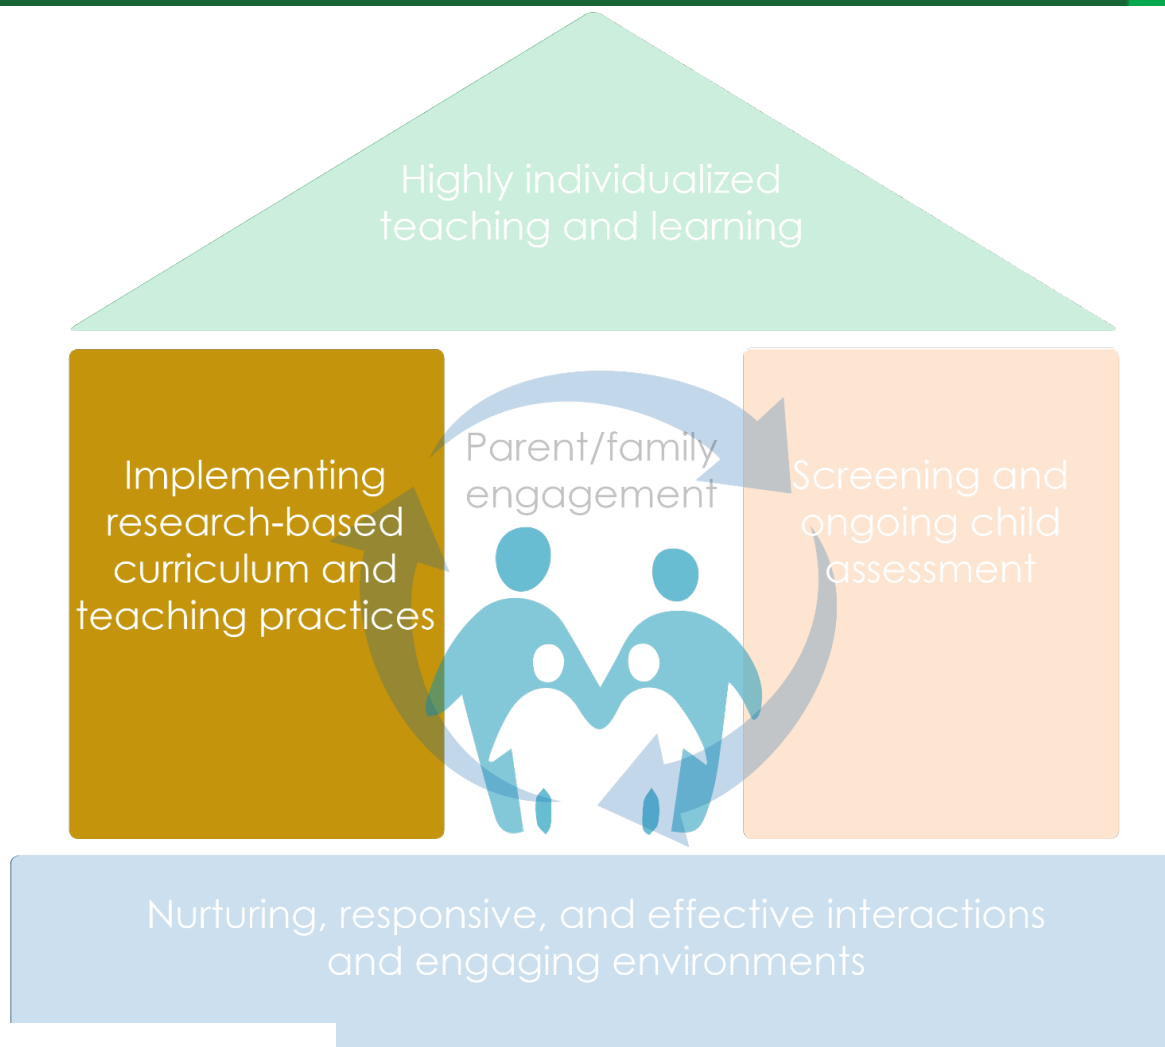 Highly individualized
teaching and learning
Implementing
research-based
curriculum and
teaching practices
Parent/family
engagement
Screening and
ongoing child
assessment
Nurturing, responsive, and effective interactions
and engaging environments